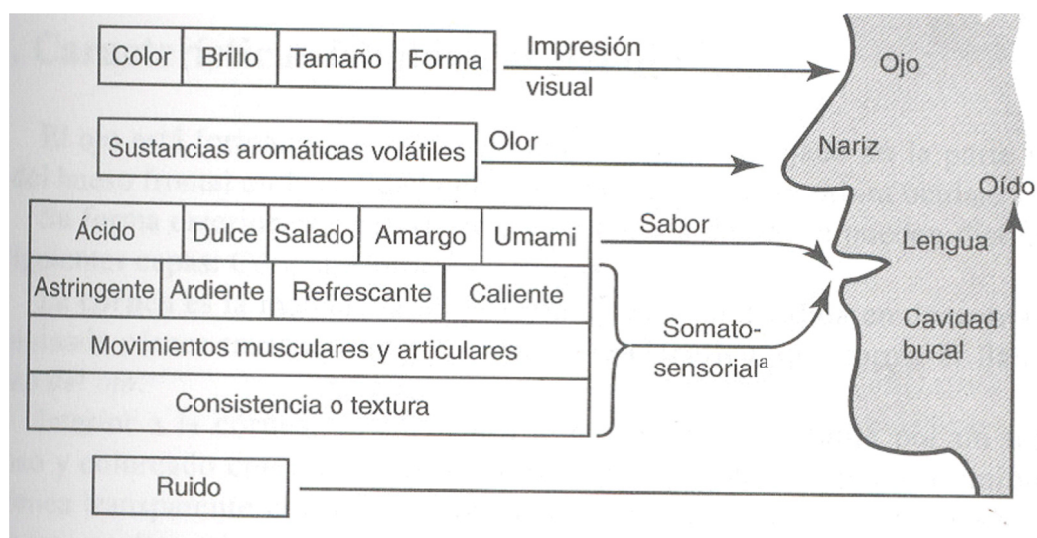 Color Brillo Tamaño Forma
Impresión
visual
Ojo
Sustancias aromáticas volátiles
Olor
Nariz
Oído
Ácido Dulce Salado Amargo Umami
Sabor
Lengua
Astringente Ardiente Refrescante Caliente
Movimientos musculares y articulares
Somato-
sensorialª
Cavidad
bucal
Consistencia o textura
Ruido